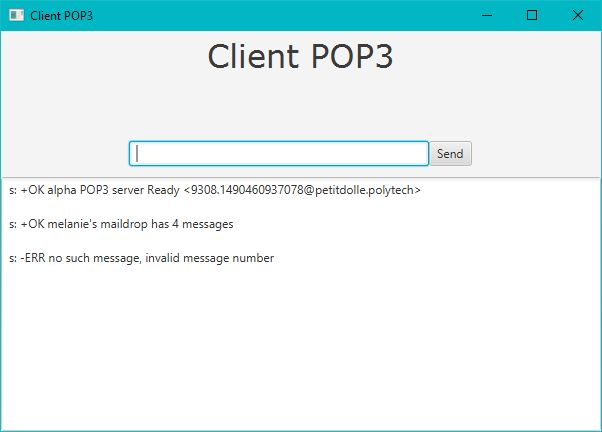 Client POP3
Client POP3
Send
s: +OK alpha POP3 server Ready <9308.1490460937078@petitdolle.polytech>
s: +OK melanie's maildrop has 4 messages
s: -ERR no such message, invalid message number